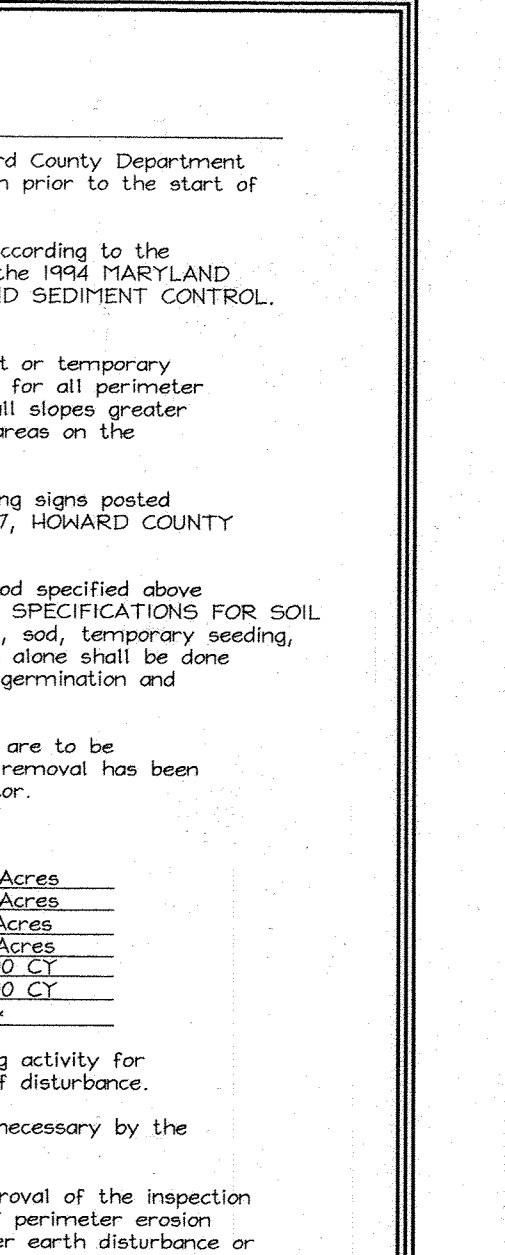 rd County Department
n prior to the start of
ccording to the
the 1994 MARYLAND
ND SEDIMENT CONTROL.
t or temporary
for all perimeter
all slopes greater
areas on the
ng signs posted
7, HOWARD COUNTY
od specified above
SPECIFICATIONS FOR SOIL
, sod, temporary seeding,
alone shall be done
germination and
are to be
removal has been
tor.
Acres
Acres
Acres
Acres
0 CY
0 CY
*
g activity for
f disturbance.
necessary by the
roval of the inspection
perimeter erosion
er earth disturbance or